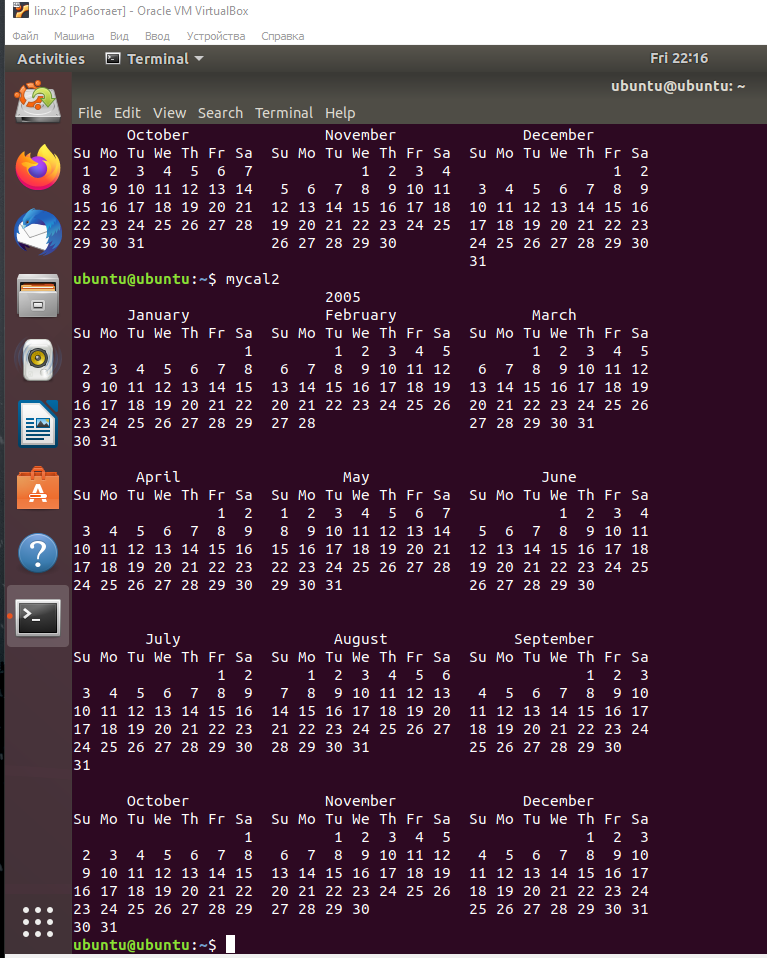 linux2 [Работает] - Oracle VM VirtualBox
Файл Машина Вид Ввод Устройства Справка
Activities Terminal Fri 22:16
ubuntu@ubuntu: ~
File Edit View Search Terminal Help
      October               November              December
Su Mo Tu We Th Fr Sa  Su Mo Tu We Th Fr Sa  Su Mo Tu We Th Fr Sa
 1  2  3  4  5  6  7            1  2  3  4                  1  2
 8  9 10 11 12 13 14   5  6  7  8  9 10 11   3  4  5  6  7  8  9
15 16 17 18 19 20 21  12 13 14 15 16 17 18  10 11 12 13 14 15 16
22 23 24 25 26 27 28  19 20 21 22 23 24 25  17 18 19 20 21 22 23
29 30 31              26 27 28 29 30        24 25 26 27 28 29 30
                                            31
ubuntu@ubuntu:~$ mycal2
                            2005
      January               February               March
Su Mo Tu We Th Fr Sa  Su Mo Tu We Th Fr Sa  Su Mo Tu We Th Fr Sa
                   1         1  2  3  4  5         1  2  3  4  5
 2  3  4  5  6  7  8   6  7  8  9 10 11 12   6  7  8  9 10 11 12
 9 10 11 12 13 14 15  13 14 15 16 17 18 19  13 14 15 16 17 18 19
16 17 18 19 20 21 22  20 21 22 23 24 25 26  20 21 22 23 24 25 26
23 24 25 26 27 28 29  27 28                 27 28 29 30 31
30 31
       April                  May                   June
Su Mo Tu We Th Fr Sa  Su Mo Tu We Th Fr Sa  Su Mo Tu We Th Fr Sa
                1  2   1  2  3  4  5  6  7            1  2  3  4
 3  4  5  6  7  8  9   8  9 10 11 12 13 14   5  6  7  8  9 10 11
10 11 12 13 14 15 16  15 16 17 18 19 20 21  12 13 14 15 16 17 18
17 18 19 20 21 22 23  22 23 24 25 26 27 28  19 20 21 22 23 24 25
24 25 26 27 28 29 30  29 30 31              26 27 28 29 30
        July                 August              September
Su Mo Tu We Th Fr Sa  Su Mo Tu We Th Fr Sa  Su Mo Tu We Th Fr Sa
                1  2      1  2  3  4  5  6               1  2  3
 3  4  5  6  7  8  9   7  8  9 10 11 12 13   4  5  6  7  8  9 10
10 11 12 13 14 15 16  14 15 16 17 18 19 20  11 12 13 14 15 16 17
17 18 19 20 21 22 23  21 22 23 24 25 26 27  18 19 20 21 22 23 24
24 25 26 27 28 29 30  28 29 30 31           25 26 27 28 29 30
31
      October               November              December
Su Mo Tu We Th Fr Sa  Su Mo Tu We Th Fr Sa  Su Mo Tu We Th Fr Sa
                   1         1  2  3  4  5               1  2  3
 2  3  4  5  6  7  8   6  7  8  9 10 11 12   4  5  6  7  8  9 10
 9 10 11 12 13 14 15  13 14 15 16 17 18 19  11 12 13 14 15 16 17
16 17 18 19 20 21 22  20 21 22 23 24 25 26  18 19 20 21 22 23 24
23 24 25 26 27 28 29  27 28 29 30           25 26 27 28 29 30 31
30 31
ubuntu@ubuntu:~$